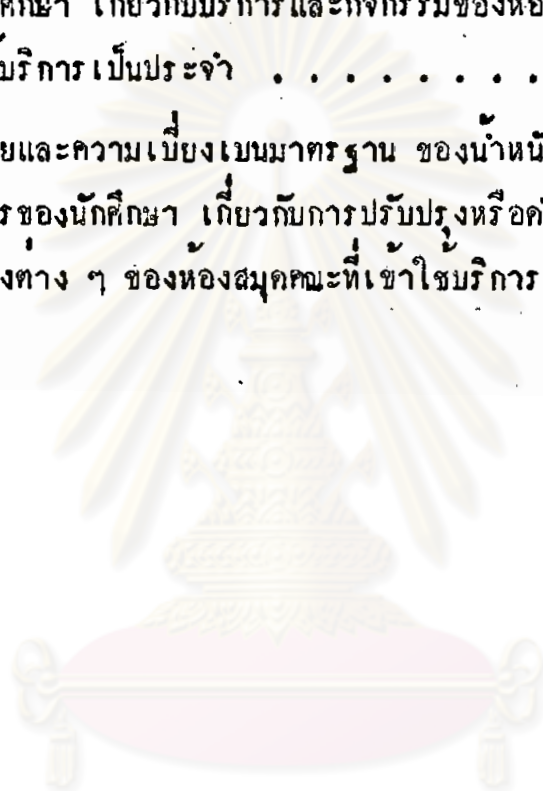 ศึกษา เกี่ยวกับบริการและกิจกรรมของห้อ
บริการเป็นประจำ . . . . . . . . .
ยและความเบี่ยงเบนมาตรฐาน ของน้ำหนั
รของนักศึกษา เกี่ยวกับการปรับปรุงหรือค
งต่าง ๆ ของห้องสมุดคณะที่เข้าใช้บริการ